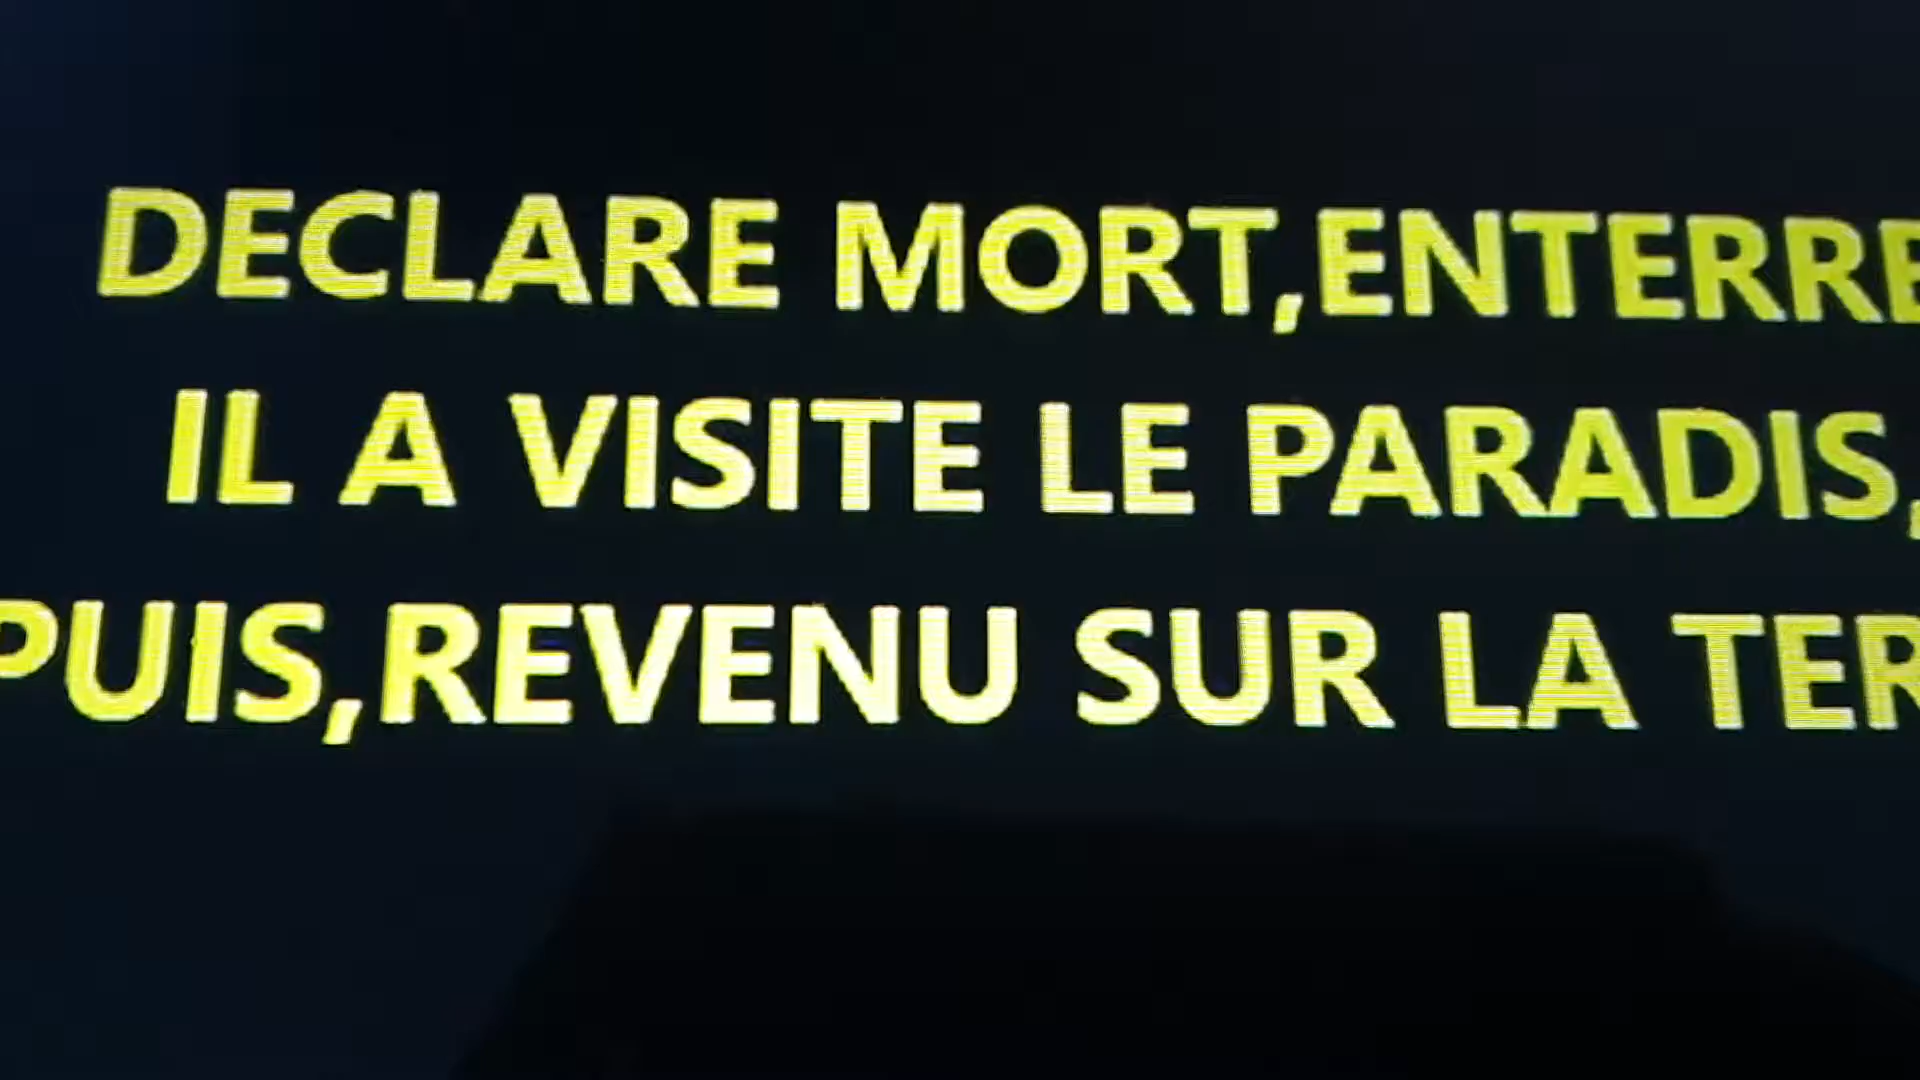 DECLARE MORT,ENTERRE
IL A VISITE LE PARADIS,
PUIS,REVENU SUR LA TER